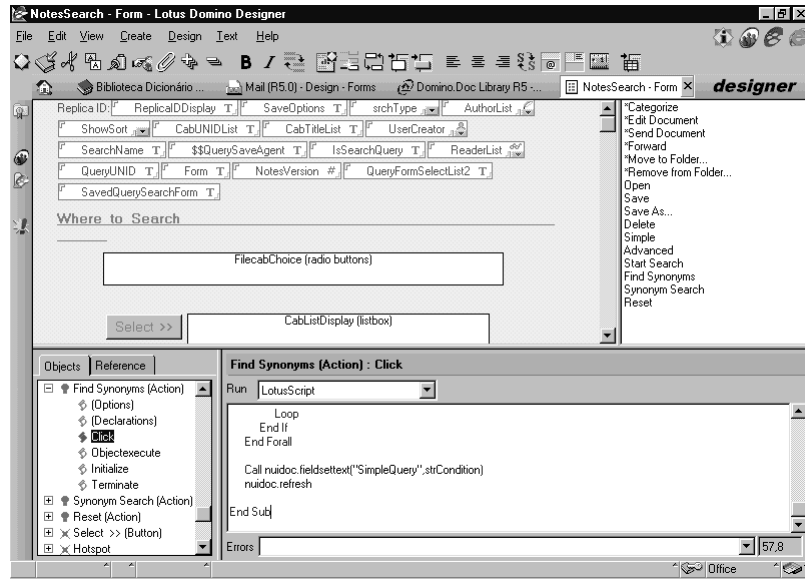 NotesSearch - Form - Lotus Domino Designer
File Edit View Create Design Text Help
Biblioteca Dicionário ... Mail (R5.0) - Design - Forms Domino.Doc Library R5 -... NotesSearch - Form designer
Replica ID: ReplicaIDDisplay T SaveOptions T srchType AuthorList
ShowSort CabUNIDList T CabTitleList T UserCreator
SearchName T $$QuerySaveAgent T IsSearchQuery T ReaderList
QueryUNID T Form T NotesVersion # QueryFormSelectList2 T
SavedQuerySearchForm T
Where to Search
FilecabChoice (radio buttons)
Select >> CabListDisplay (listbox)
*Categorize
*Edit Document
*Send Document
*Forward
*Move to Folder...
*Remove from Folder...
Open
Save
Save As...
Delete
Simple
Advanced
Start Search
Find Synonyms
Synonym Search
Reset
Objects Reference
Find Synonyms (Action)
(Options)
(Declarations)
Click
Objectexecute
Initialize
Terminate
Synonym Search (Action)
Reset (Action)
Select >> (Button)
Hotspot
Find Synonyms (Action) : Click
Run LotusScript
Loop
End If
End Forall
Call nuidoc.fieldsettext("SimpleQuery",strCondition)
nuidoc.refresh
End Sub
Errors 57,8
Office